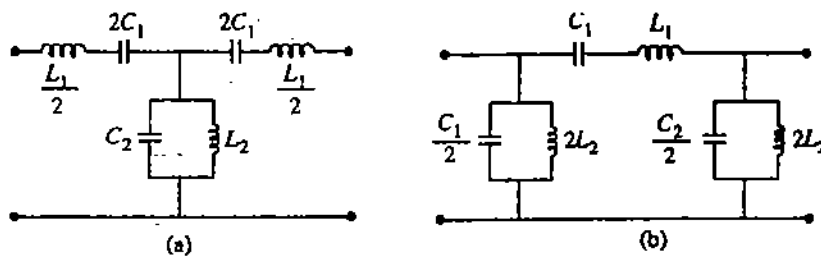 2C₁ 2C₁ C₁ L₁
L₁/2 L₁/2
C₂ L₂ C₁/2 2L₂ C₂/2 2L₂
(a) (b)